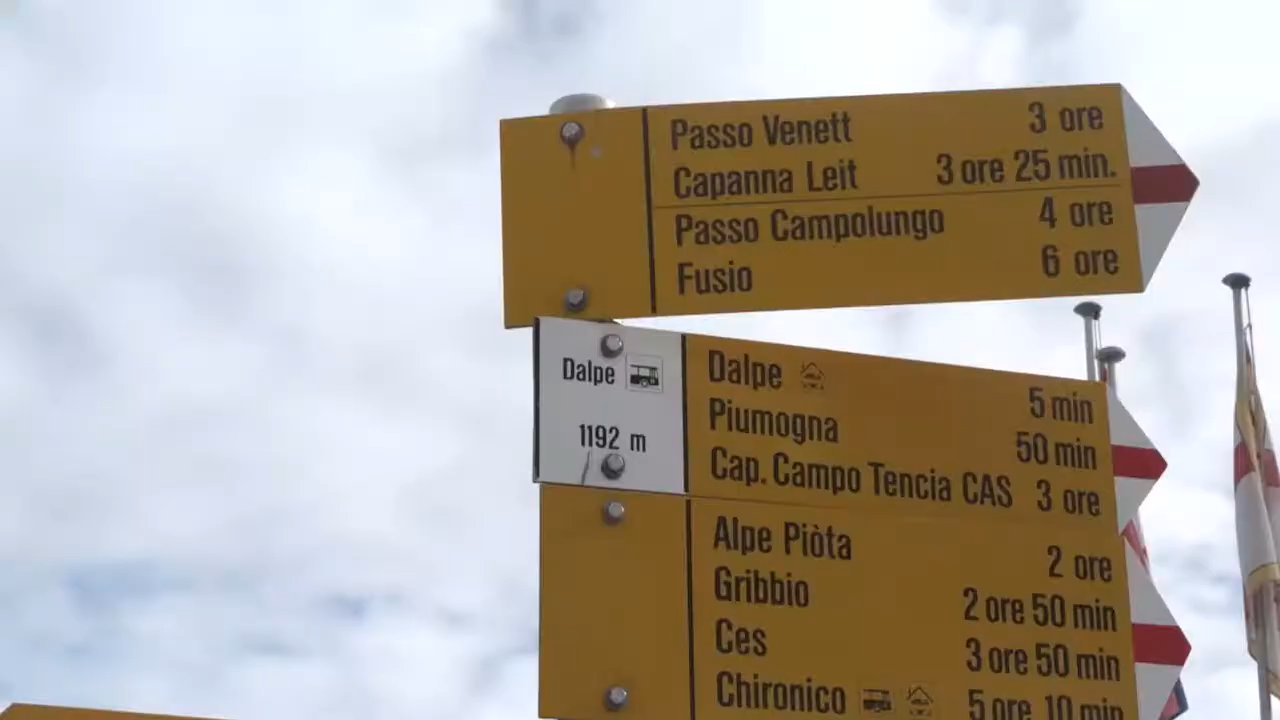 Passo Venett 3 ore
Capanna Leit 3 ore 25 min.
Passo Campolungo 4 ore
Fusio 6 ore
Dalpe
1192 m
Dalpe 5 min
Piumogna 50 min
Cap. Campo Tencia CAS 3 ore
Alpe Piòta 2 ore
Gribbio 2 ore 50 min
Ces 3 ore 50 min
Chironico 5 ore 10 min